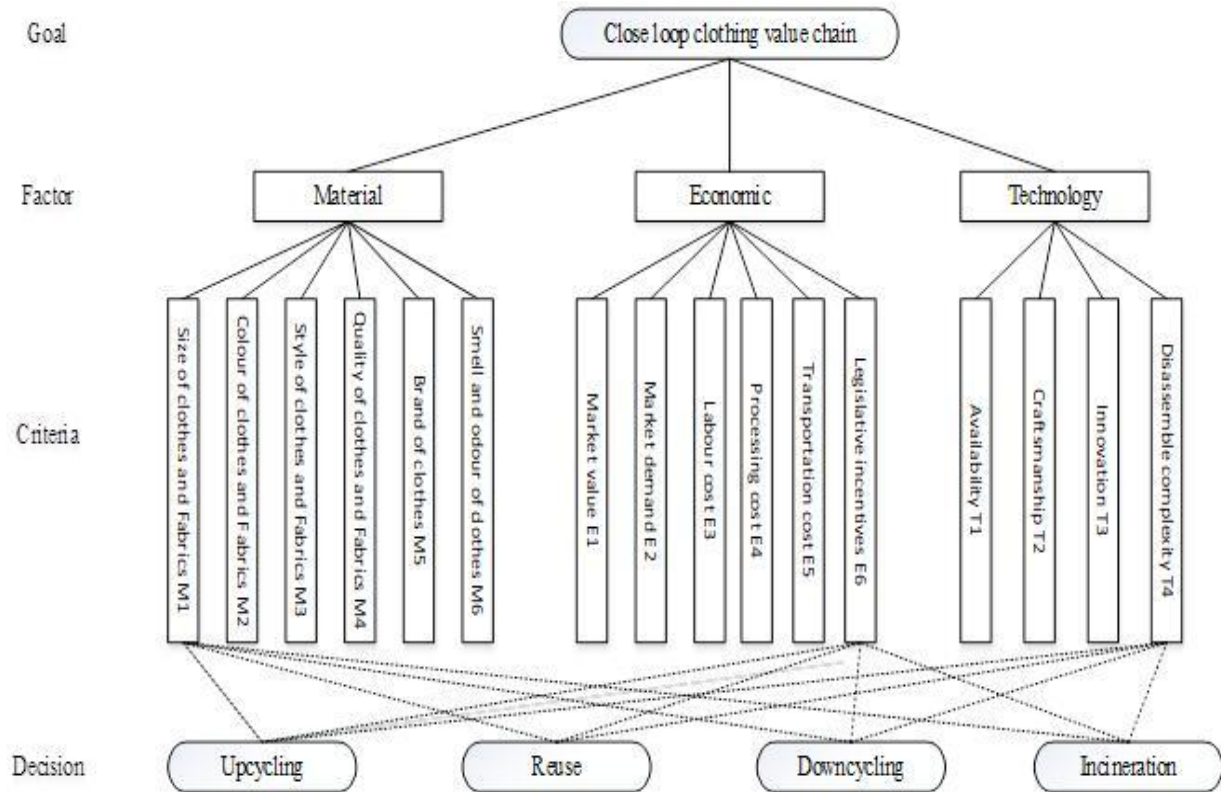 Goal
Close loop clothing value chain
Factor
Material
Economic
Technology
Criteria
Size of clothes and Fabrics M1
Colour of clothes and Fabrics M2
Style of clothes and Fabrics M3
Quality of clothes and Fabrics M4
Brand of clothes M5
Smell and odour of clothes M6
Market value E1
Market demand E2
Labour cost E3
Processing cost E4
Transportation cost E5
Legislative incentives E6
Availability T1
Craftsmanship T2
Innovation T3
Disassemble complexity T4
Decision
Upcycling
Reuse
Downcycling
Incineration